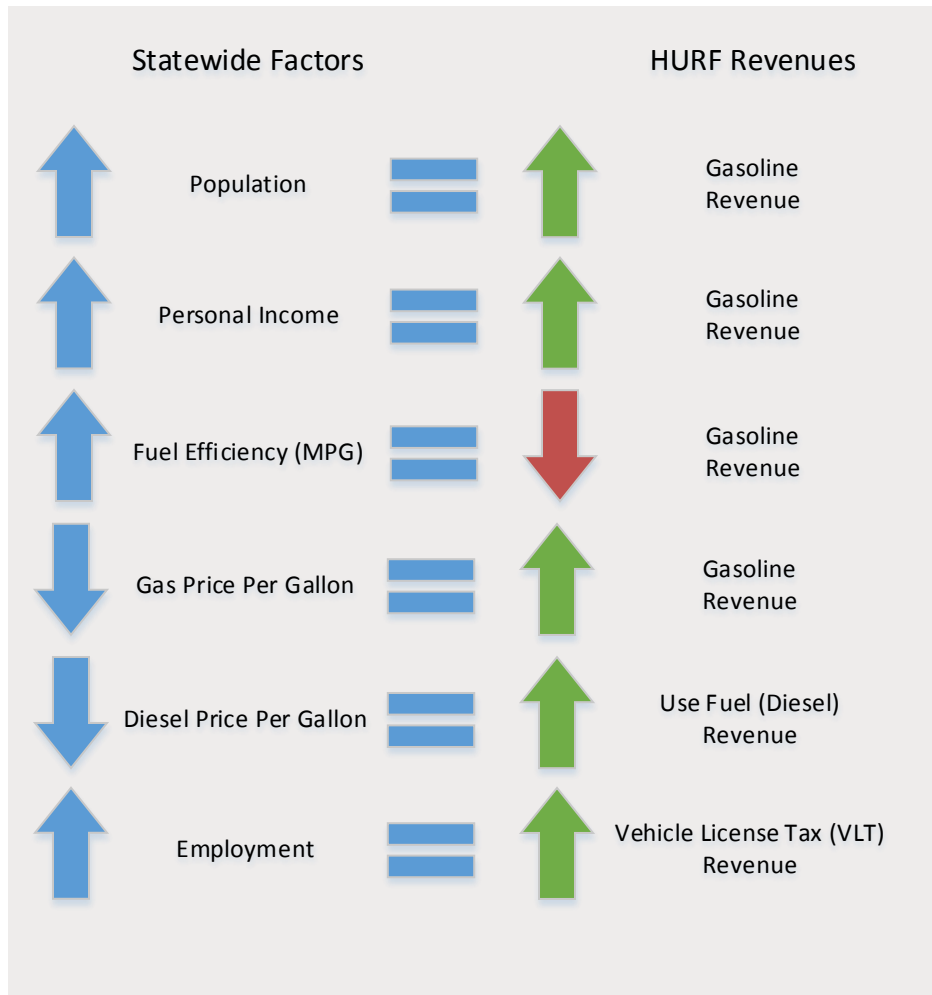 Statewide Factors
HURF Revenues
Population
Gasoline
Revenue
Personal Income
Gasoline
Revenue
Fuel Efficiency (MPG)
Gasoline
Revenue
Gas Price Per Gallon
Gasoline
Revenue
Diesel Price Per Gallon
Use Fuel (Diesel)
Revenue
Employment
Vehicle License Tax (VLT)
Revenue